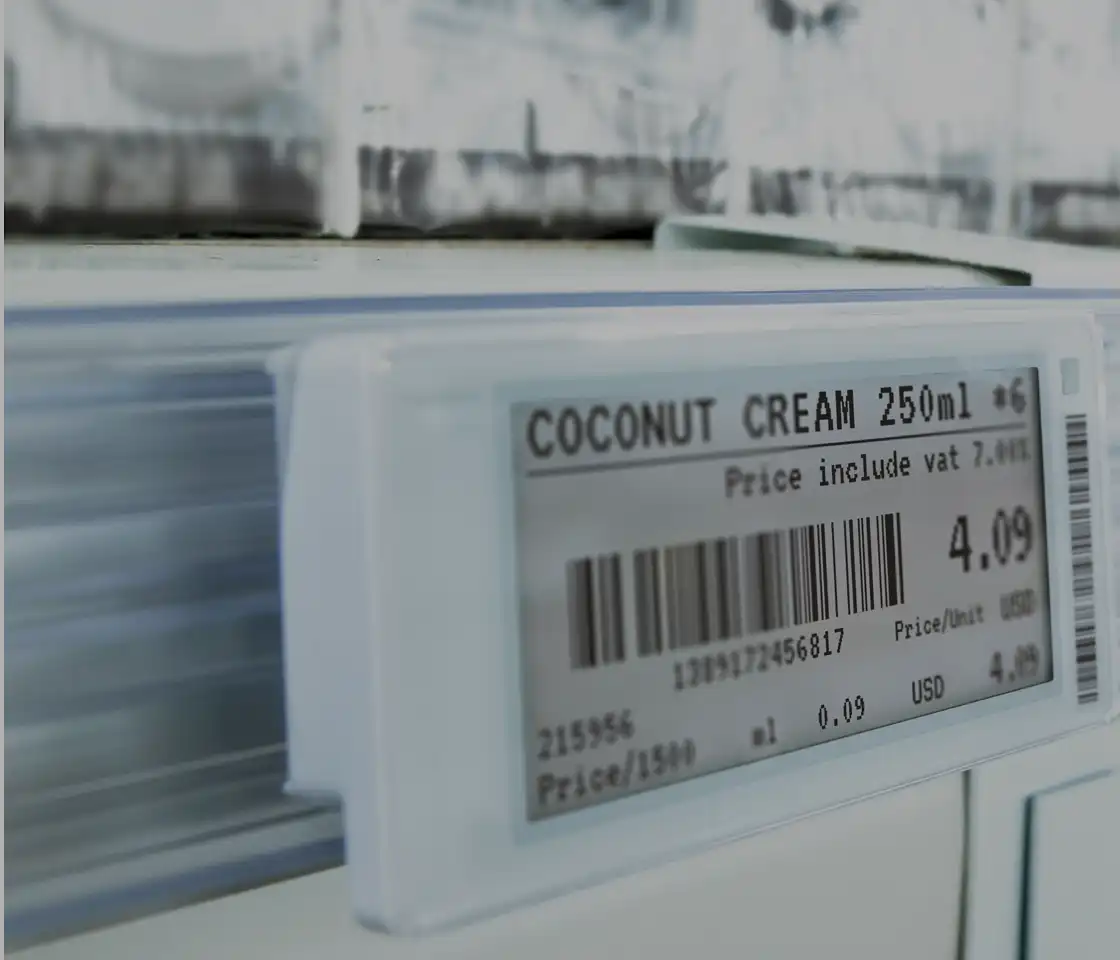 COCONUT CREAM 250ml *6
Price include vat 7.00%
4.09
1389172456817
Price/Unit USD
215956
4.09
Price/1500 ml 0.09 USD